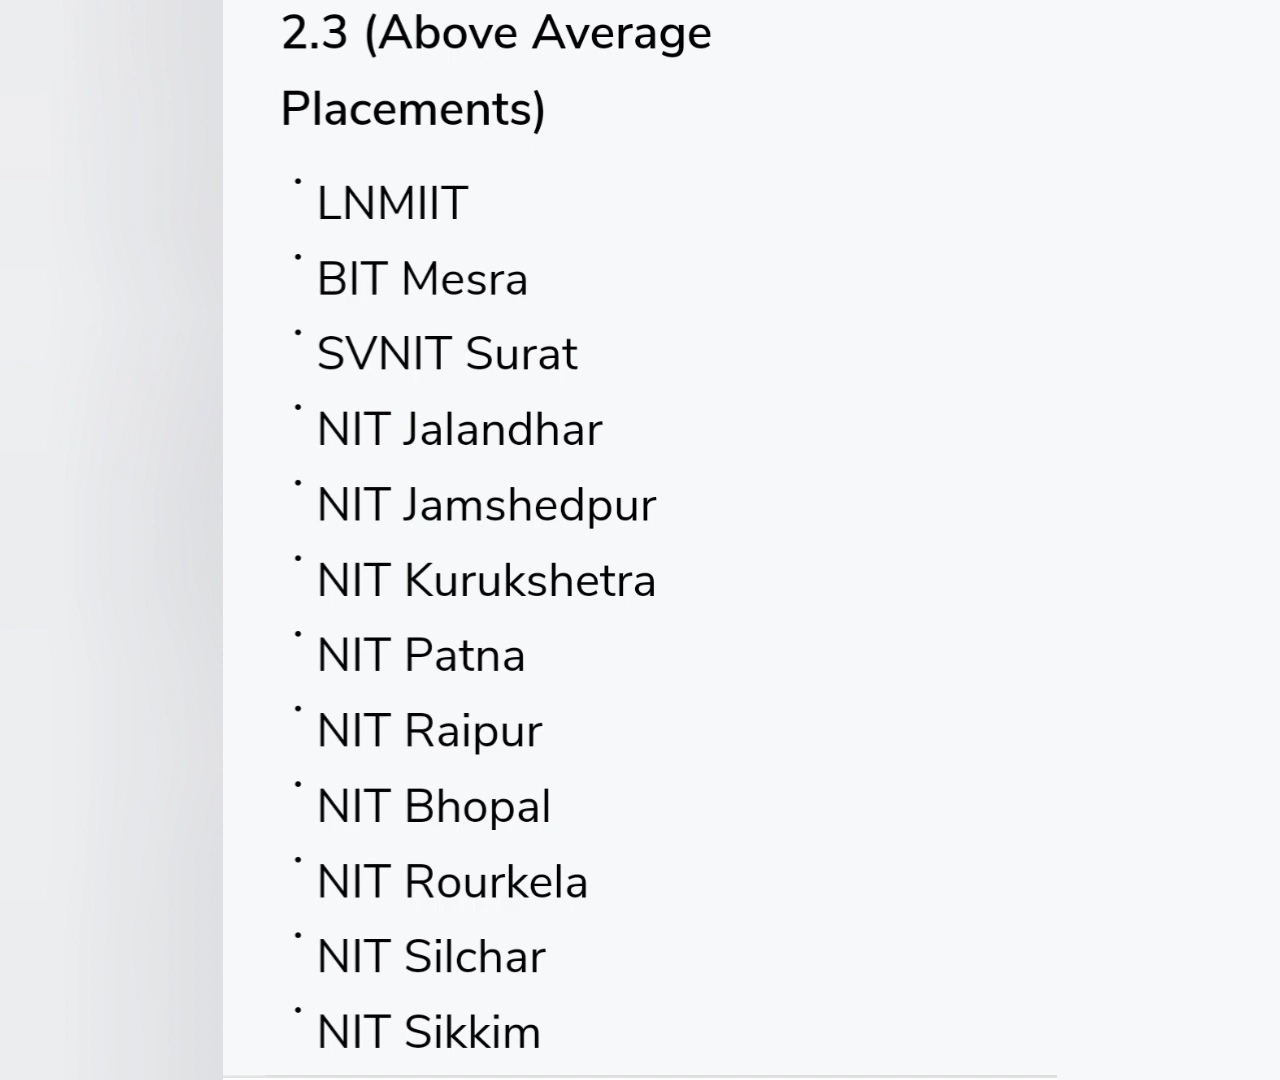 2.3 (Above Average
Placements)
LNMIIT
BIT Mesra
SVNIT Surat
NIT Jalandhar
NIT Jamshedpur
NIT Kurukshetra
NIT Patna
NIT Raipur
NIT Bhopal
NIT Rourkela
NIT Silchar
NIT Sikkim